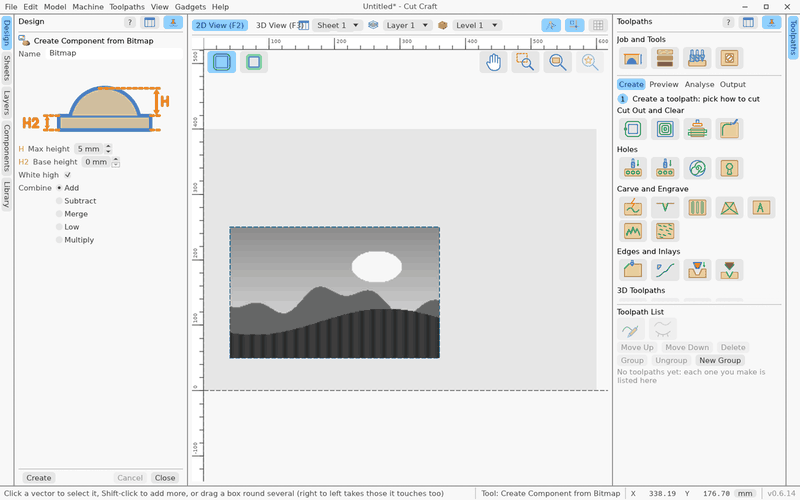 Untitled* - Cut Craft
File Edit Model Machine Toolpaths View Gadgets Help
Design
?
Create Component from Bitmap
Name Bitmap
H
H2
H Max height 5 mm
H2 Base height 0 mm
White high
Combine Add
Subtract
Merge
Low
Multiply
Create Cancel Close
Design
Sheets
Layers
Components
Library
2D View (F2) 3D View (F3) Sheet 1 Layer 1 Level 1
100 200 300 400 500 600
500
400
300
200
100
0
-100
Toolpaths
?
Job and Tools
Create Preview Analyse Output
1 Create a toolpath: pick how to cut
Cut Out and Clear
Holes
Carve and Engrave
A
Edges and Inlays
3D Toolpaths
Toolpath List
Move Up Move Down Delete
Group Ungroup New Group
No toolpaths yet: each one you make is
listed here
Toolpaths
Click a vector to select it, Shift-click to add more, or drag a box round several (right to left takes those it touches too)
Tool: Create Component from Bitmap X 338.19 Y 176.70 mm v0.6.14